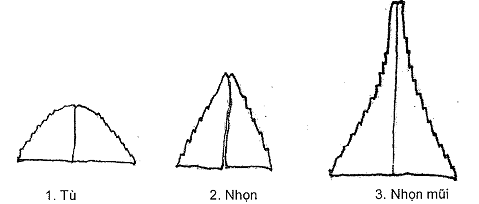 1. Tù
2. Nhọn
3. Nhọn mũi